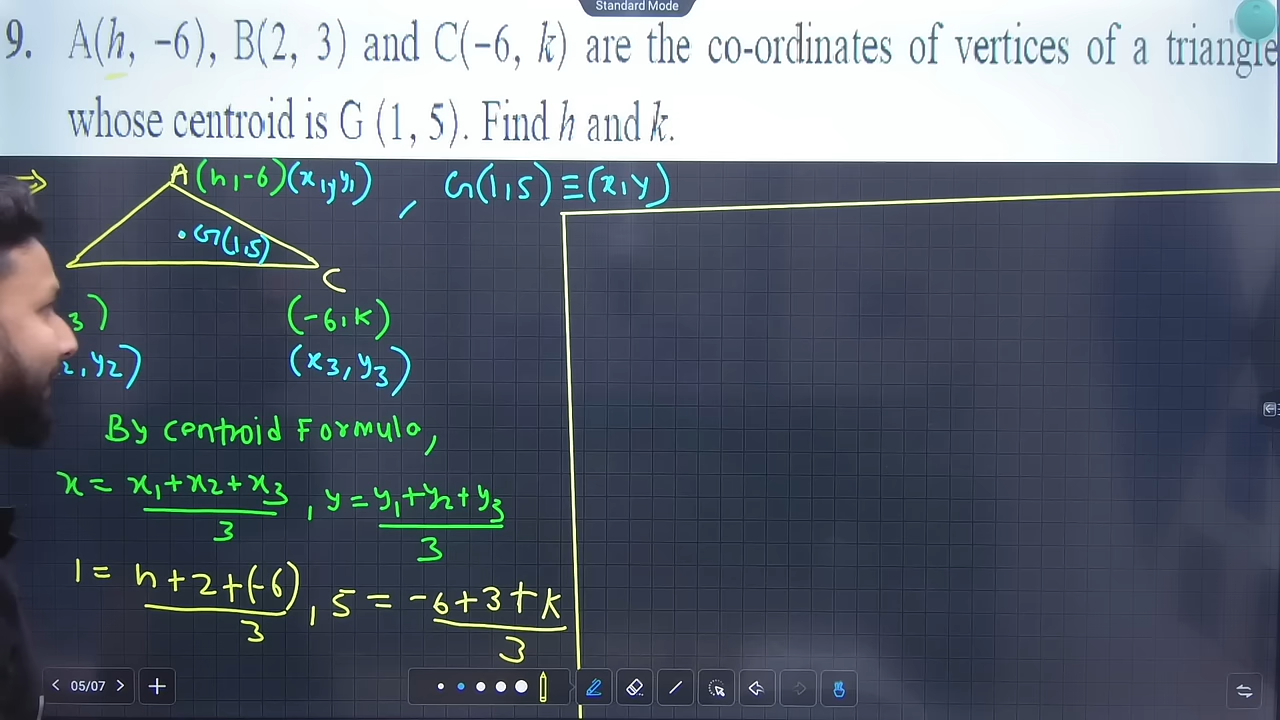 Standard Mode
9. A(h, -6), B(2, 3) and C(-6, k) are the co-ordinates of vertices of a triangle
whose centroid is G (1, 5). Find h and k.
⇒ A(h,-6)(x1,y1) , G(1,5)≡(x,y)
G(1,5)
C
3) (-6,k)
2,y2) (x3,y3)
By centroid Formula,
x = x1+x2+x3/3 , y = y1+y2+y3/3
1 = h+2+(-6)/3 , 5 = -6+3+k/3
05/07